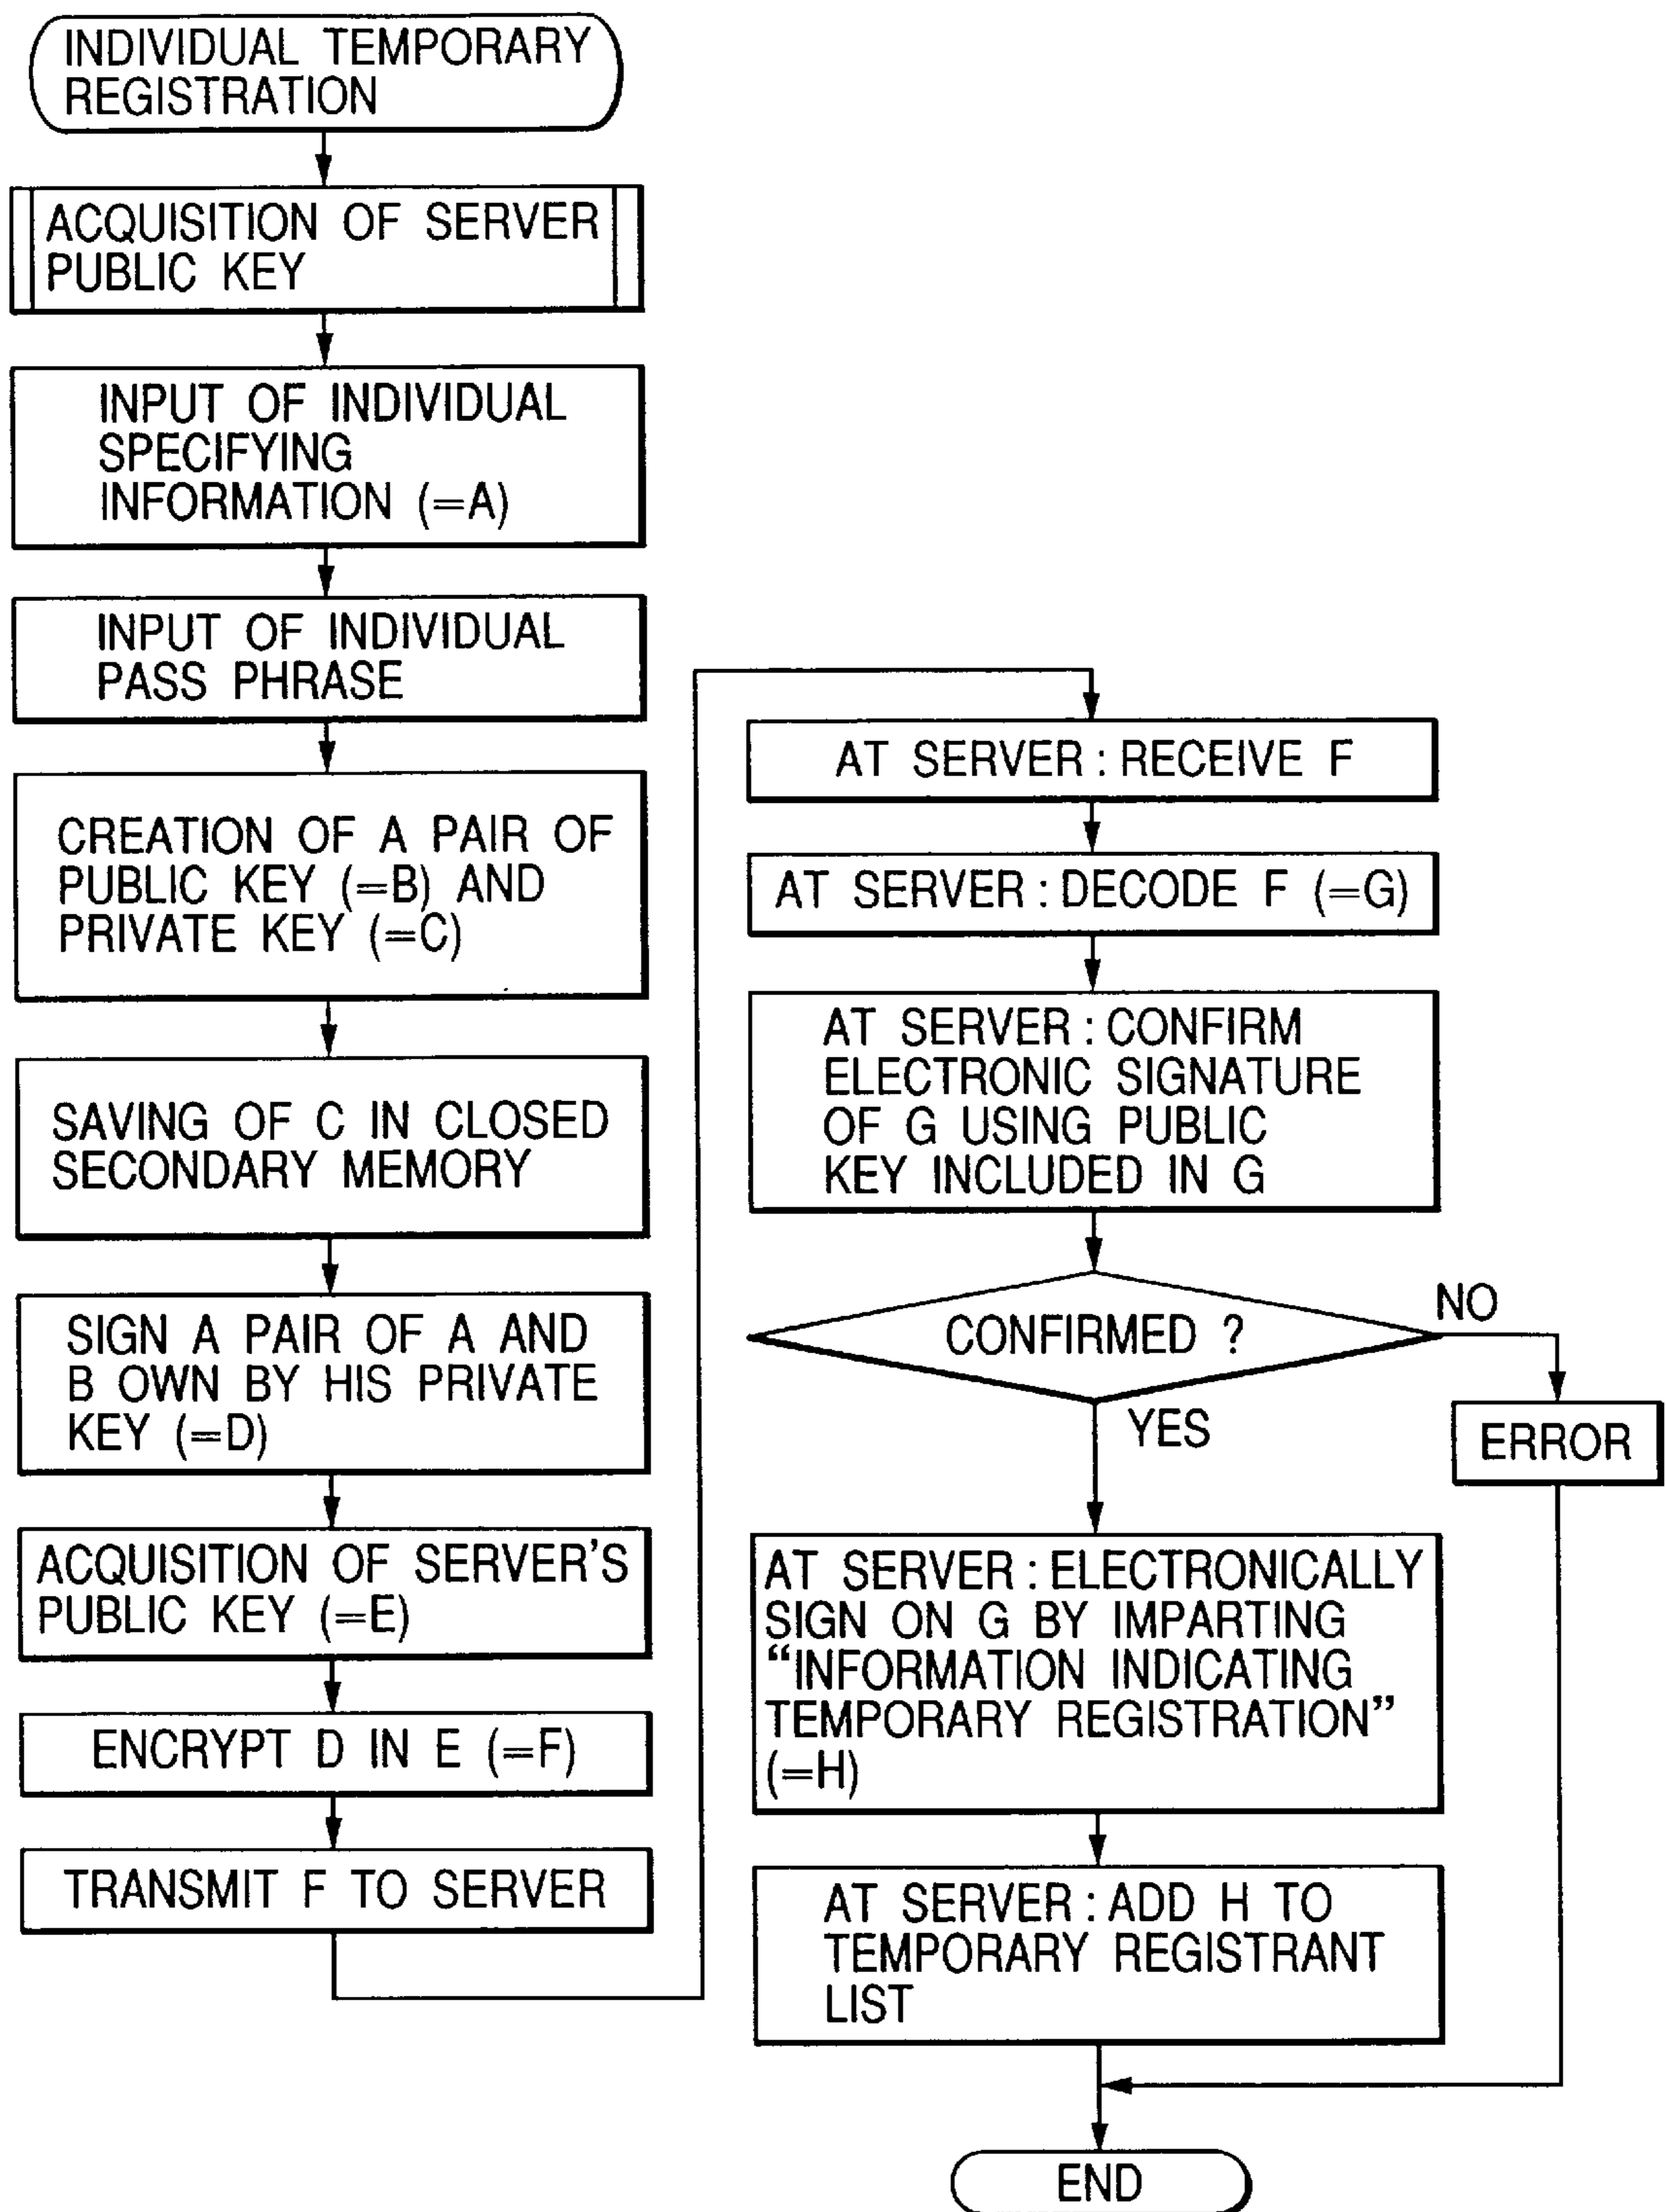 INDIVIDUAL TEMPORARY
REGISTRATION
ACQUISITION OF SERVER
PUBLIC KEY
INPUT OF INDIVIDUAL
SPECIFYING
INFORMATION (=A)
INPUT OF INDIVIDUAL
PASS PHRASE
CREATION OF A PAIR OF
PUBLIC KEY (=B) AND
PRIVATE KEY (=C)
SAVING OF C IN CLOSED
SECONDARY MEMORY
SIGN A PAIR OF A AND
B OWN BY HIS PRIVATE
KEY (=D)
ACQUISITION OF SERVER'S
PUBLIC KEY (=E)
ENCRYPT D IN E (=F)
TRANSMIT F TO SERVER
AT SERVER : RECEIVE F
AT SERVER : DECODE F (=G)
AT SERVER : CONFIRM
ELECTRONIC SIGNATURE
OF G USING PUBLIC
KEY INCLUDED IN G
CONFIRMED ?
NO
YES
ERROR
AT SERVER : ELECTRONICALLY
SIGN ON G BY IMPARTING
“INFORMATION INDICATING
TEMPORARY REGISTRATION”
(=H)
AT SERVER : ADD H TO
TEMPORARY REGISTRANT
LIST
END